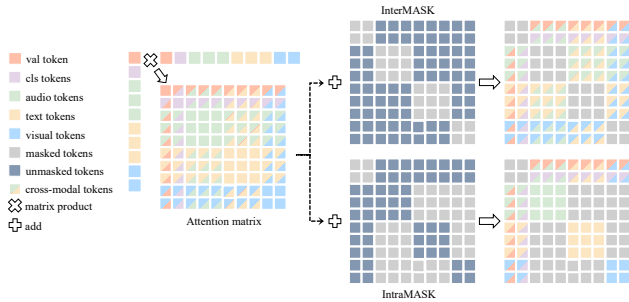 InterMASK
val token
cls tokens
audio tokens
text tokens
visual tokens
masked tokens
unmasked tokens
cross-modal tokens
matrix product
add
Attention matrix
IntraMASK